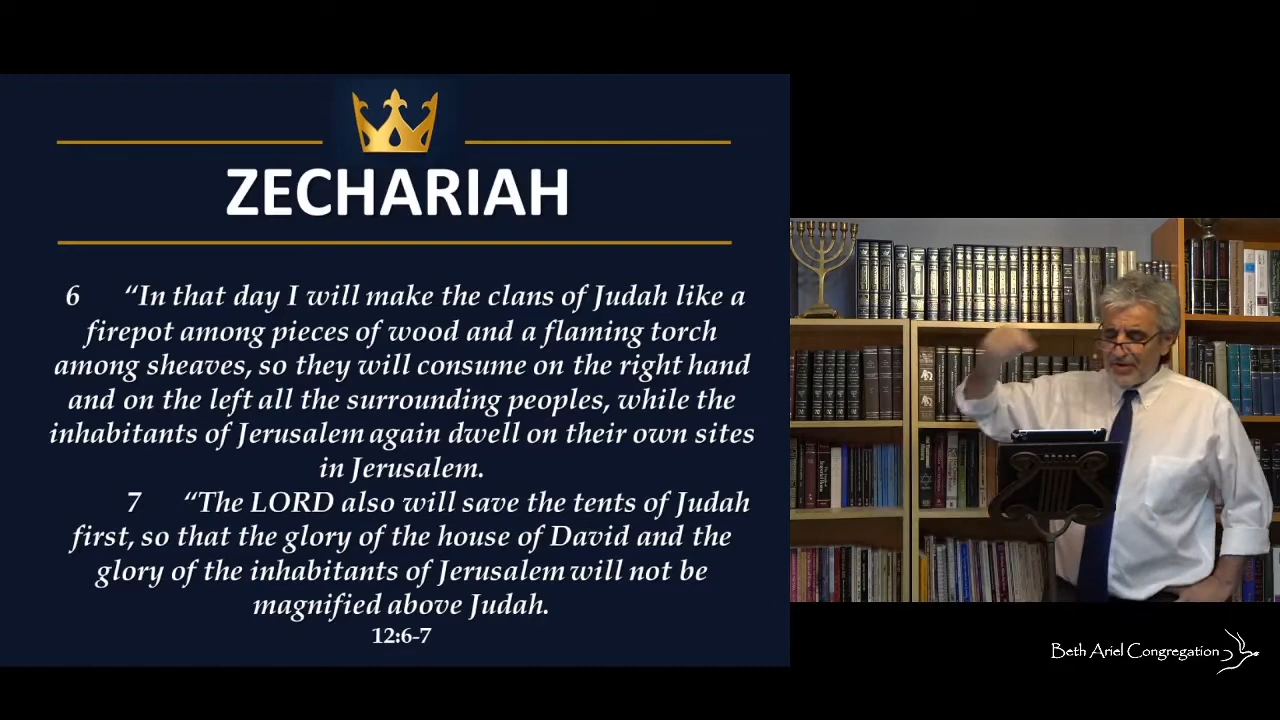 ZECHARIAH
6 “In that day I will make the clans of Judah like a
firepot among pieces of wood and a flaming torch
among sheaves, so they will consume on the right hand
and on the left all the surrounding peoples, while the
inhabitants of Jerusalem again dwell on their own sites
in Jerusalem.
7 “The LORD also will save the tents of Judah
first, so that the glory of the house of David and the
glory of the inhabitants of Jerusalem will not be
magnified above Judah.
12:6-7
Beth Ariel Congregation